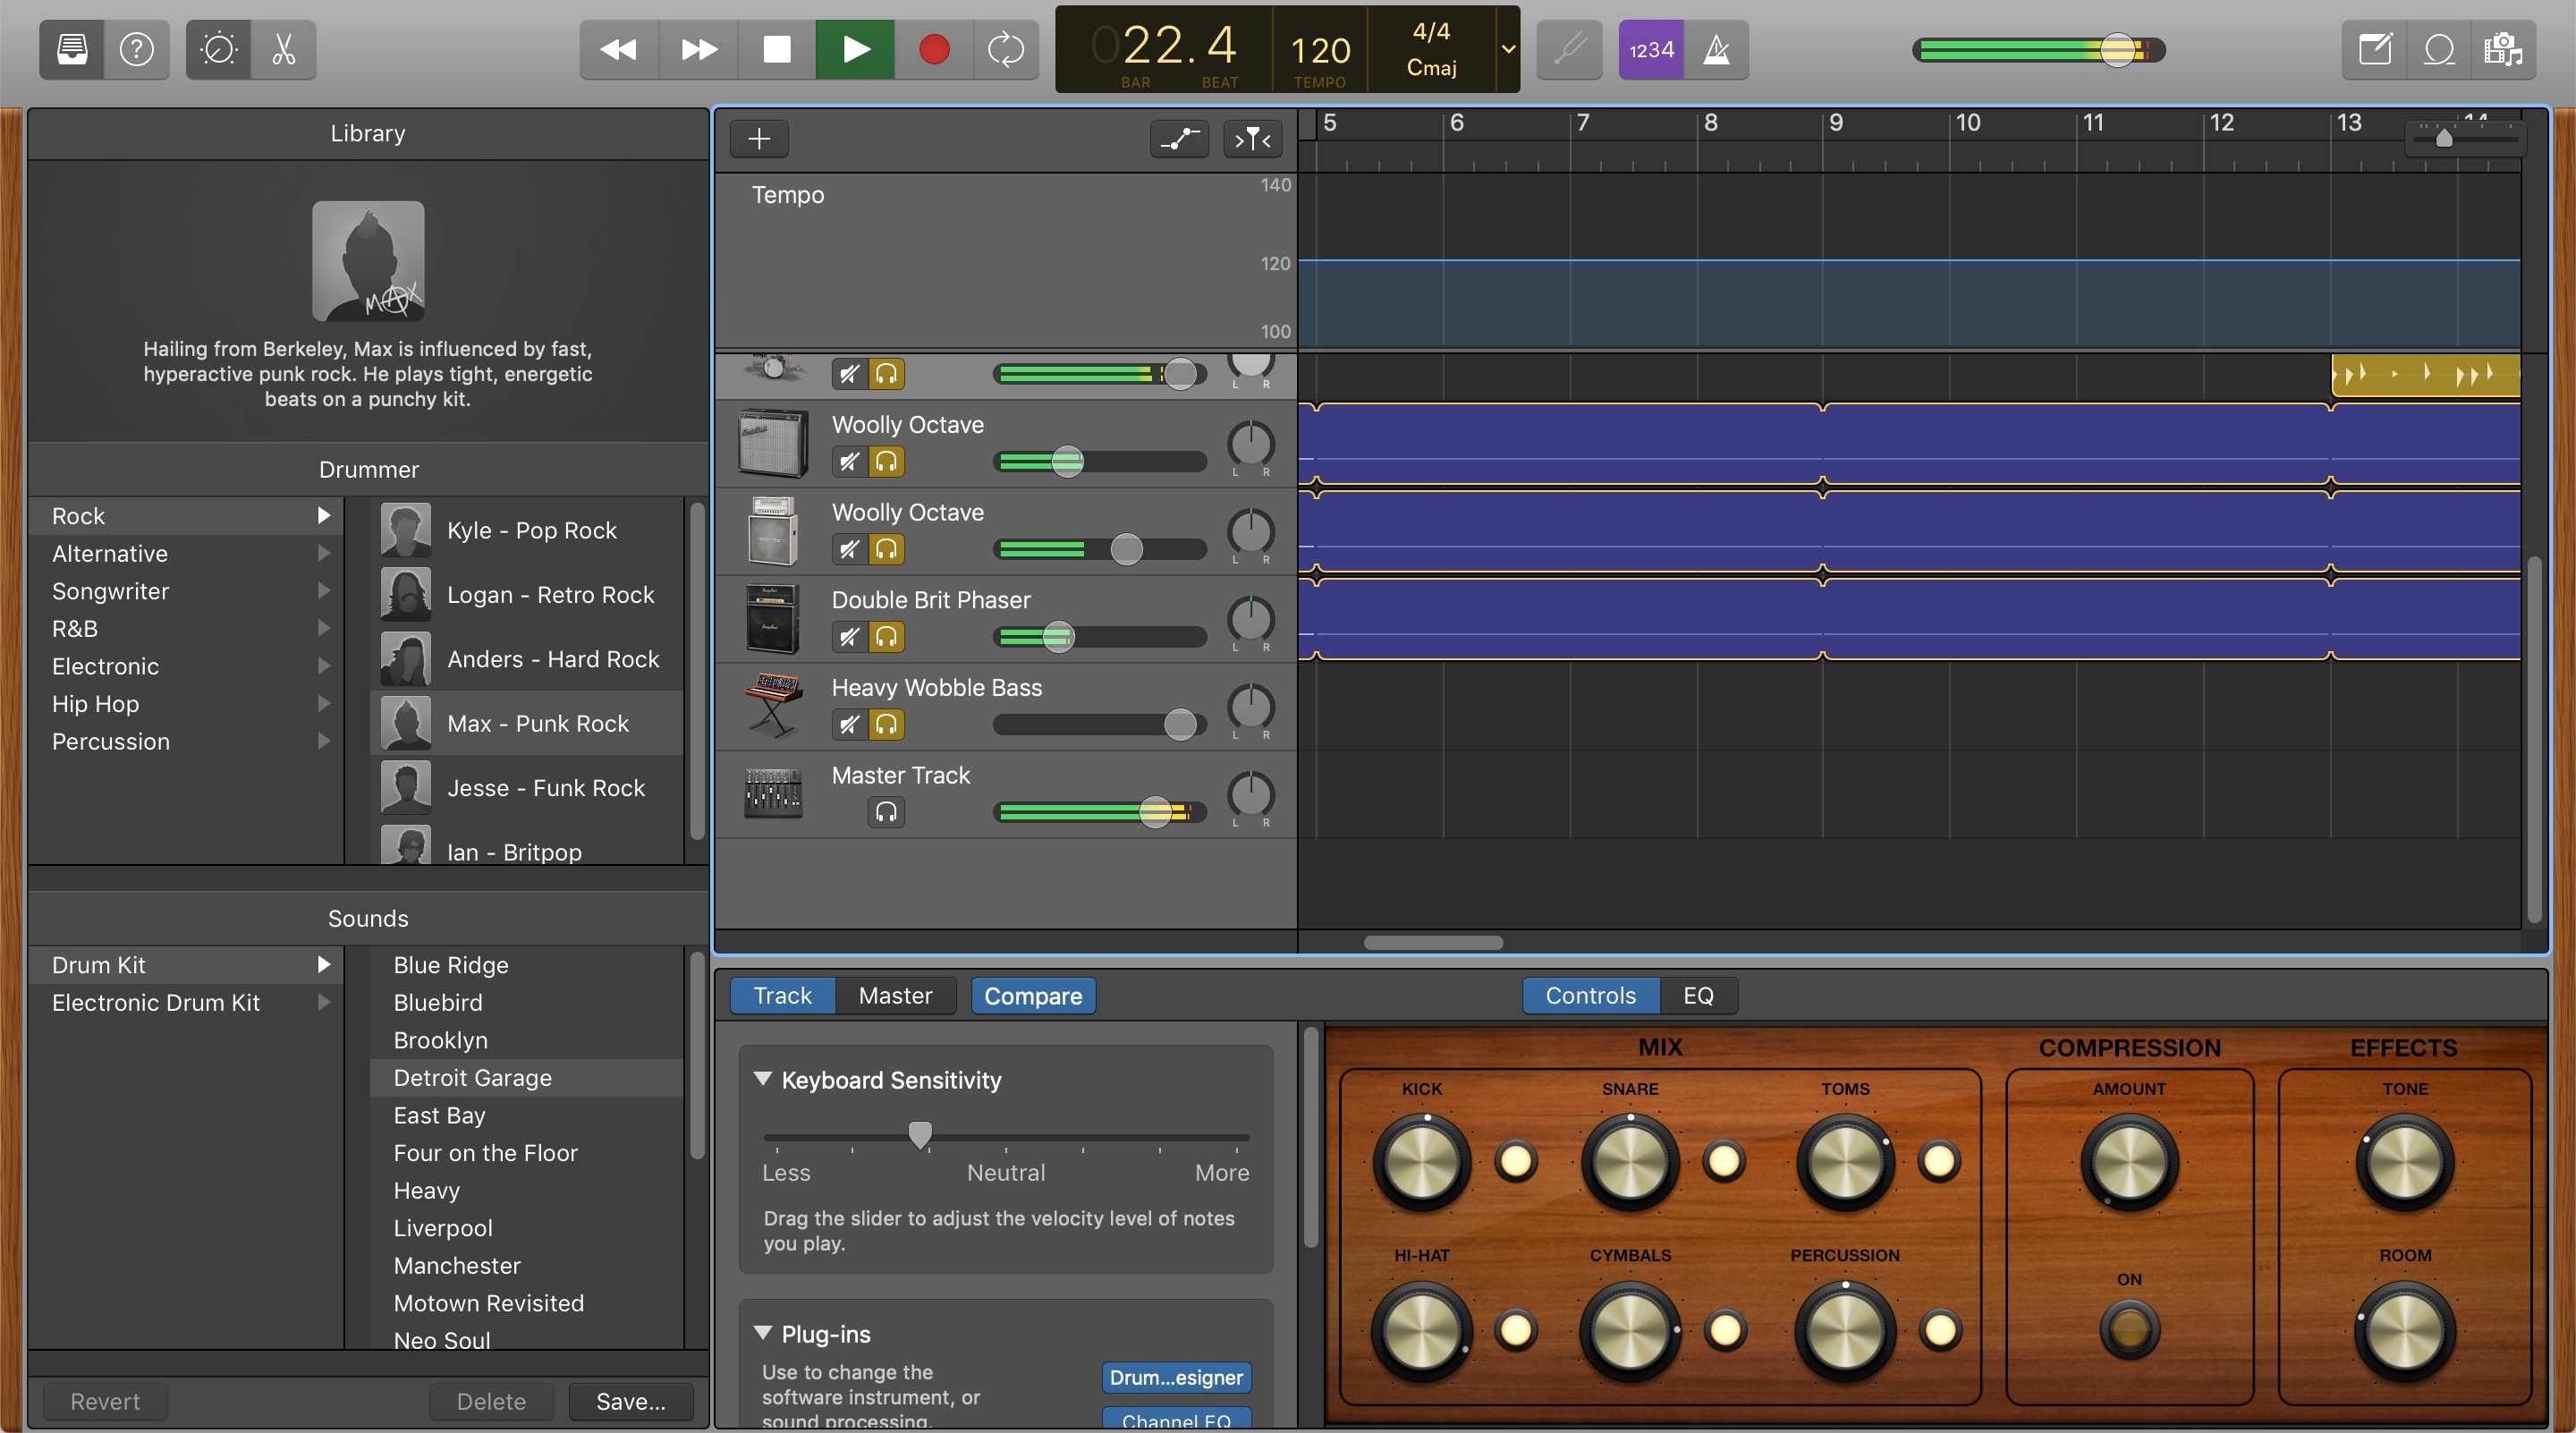 022.4
BAR
BEAT
120
TEMPO
4/4
Cmaj
1234
Library
MAX
Hailing from Berkeley, Max is influenced by fast,
hyperactive punk rock. He plays tight, energetic
beats on a punchy kit.
Drummer
Rock
Alternative
Songwriter
R&B
Electronic
Hip Hop
Percussion
Kyle - Pop Rock
Logan - Retro Rock
Anders - Hard Rock
Max - Punk Rock
Jesse - Funk Rock
Ian - Britpop
Sounds
Drum Kit
Electronic Drum Kit
Blue Ridge
Bluebird
Brooklyn
Detroit Garage
East Bay
Four on the Floor
Heavy
Liverpool
Manchester
Motown Revisited
Neo Soul
Revert
Delete
Save...
5 6 7 8 9 10 11 12 13 14
Tempo
140
120
100
L R
Woolly Octave
L R
Woolly Octave
L R
Double Brit Phaser
L R
Heavy Wobble Bass
L R
Master Track
L R
Track
Master
Compare
Controls
EQ
Keyboard Sensitivity
Less
Neutral
More
Drag the slider to adjust the velocity level of notes
you play.
Plug-ins
Use to change the
software instrument, or
sound processing.
Drum...esigner
Channel EQ
MIX
KICK
SNARE
TOMS
HI-HAT
CYMBALS
PERCUSSION
COMPRESSION
AMOUNT
ON
EFFECTS
TONE
ROOM